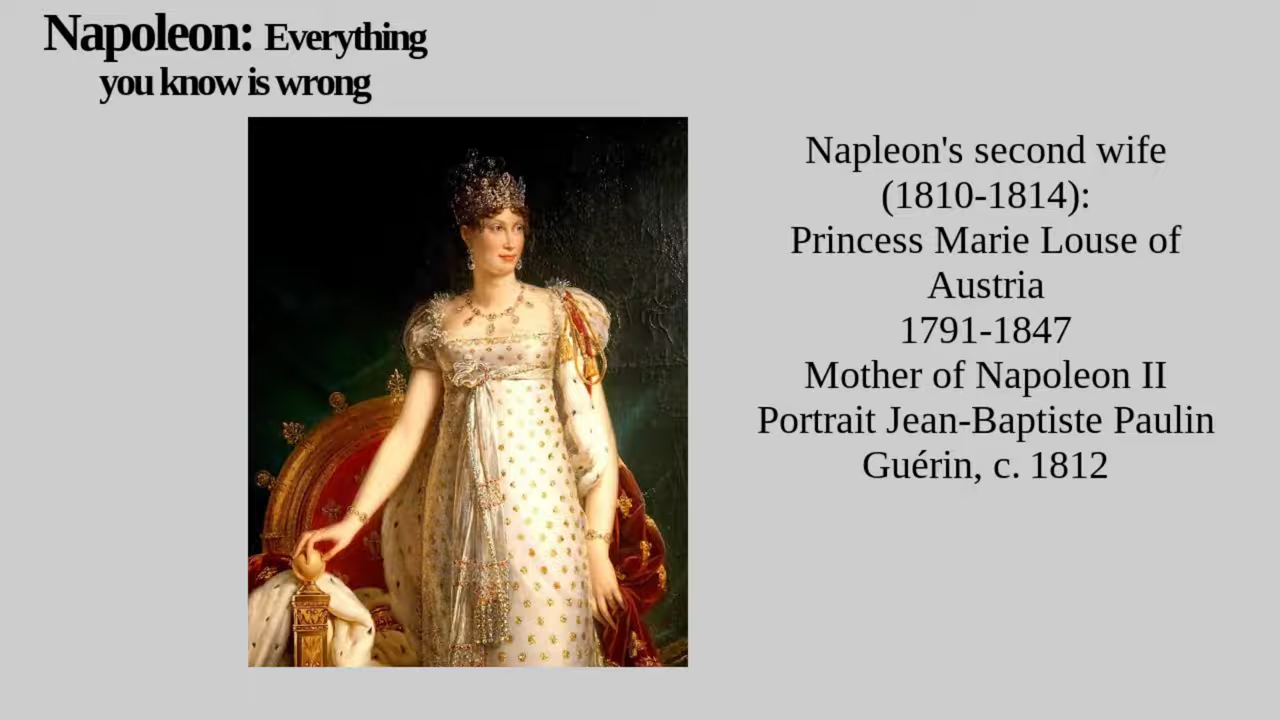 Napoleon: Everything
you know is wrong
Napleon's second wife
(1810-1814):
Princess Marie Louse of
Austria
1791-1847
Mother of Napoleon II
Portrait Jean-Baptiste Paulin
Guérin, c. 1812